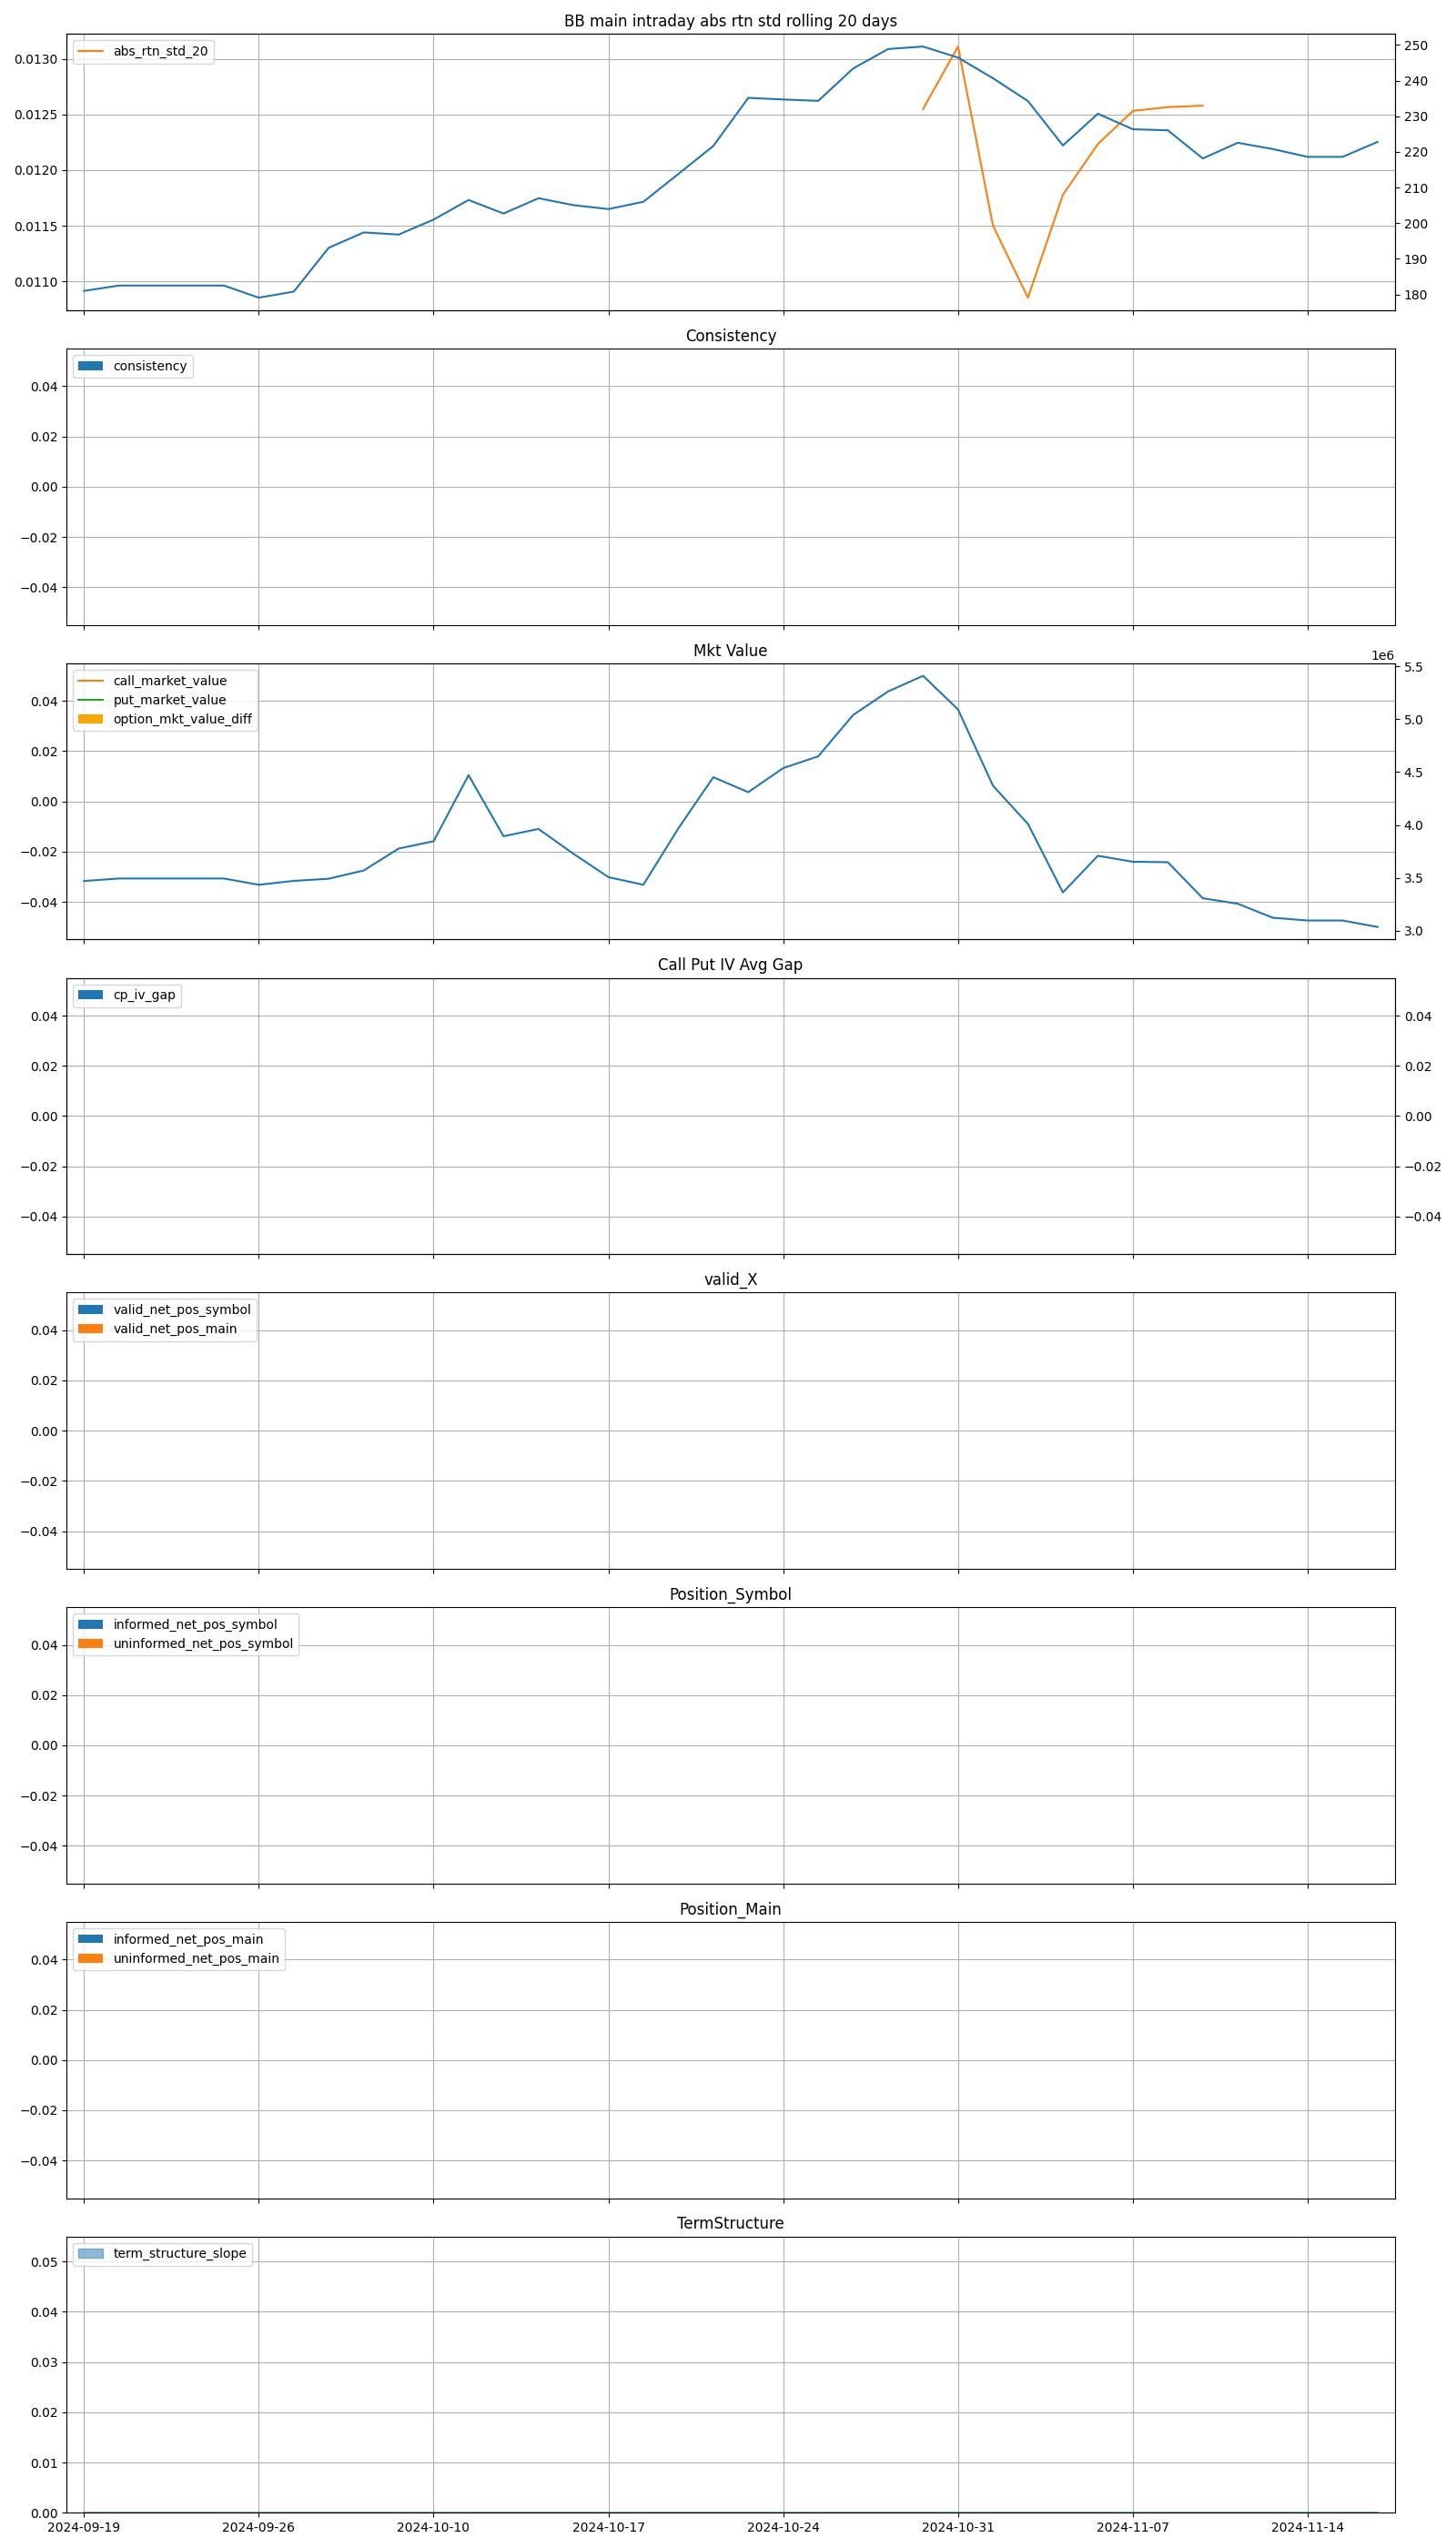 BB main intraday abs rtn std rolling 20 days
abs_rtn_std_20
0.0130
0.0125
0.0120
0.0115
0.0110
250
240
230
220
210
200
190
180
Consistency
consistency
0.04
0.02
0.00
−0.02
−0.04
Mkt Value
1e6
call_market_value
put_market_value
option_mkt_value_diff
0.04
0.02
0.00
−0.02
−0.04
5.5
5.0
4.5
4.0
3.5
3.0
Call Put IV Avg Gap
cp_iv_gap
0.04
0.02
0.00
−0.02
−0.04
0.04
0.02
0.00
−0.02
−0.04
valid_X
valid_net_pos_symbol
valid_net_pos_main
0.04
0.02
0.00
−0.02
−0.04
Position_Symbol
informed_net_pos_symbol
uninformed_net_pos_symbol
0.04
0.02
0.00
−0.02
−0.04
Position_Main
informed_net_pos_main
uninformed_net_pos_main
0.04
0.02
0.00
−0.02
−0.04
TermStructure
term_structure_slope
0.05
0.04
0.03
0.02
0.01
0.00
2024-09-19 2024-09-26 2024-10-10 2024-10-17 2024-10-24 2024-10-31 2024-11-07 2024-11-14